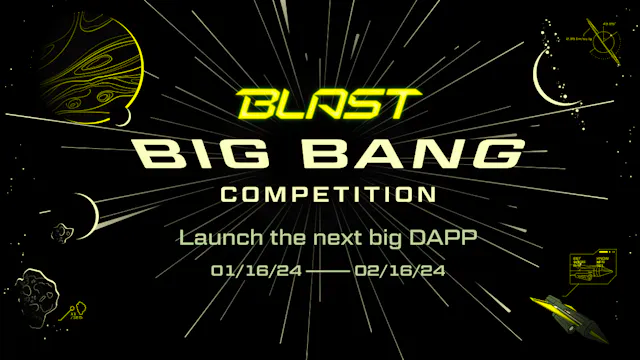 BLAST
BIG BANG
COMPETITION
Launch the next big DAPP
01/16/24 — 02/16/24